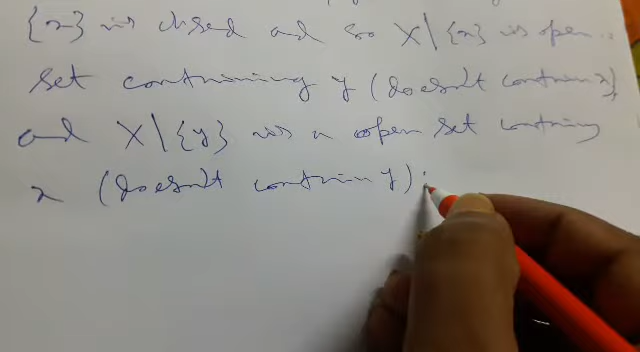 {x} is closed and so X\{x} is open
set containing y (doesn't contain x)
and X\{y} is a open set containing
x (doesn't contain y).